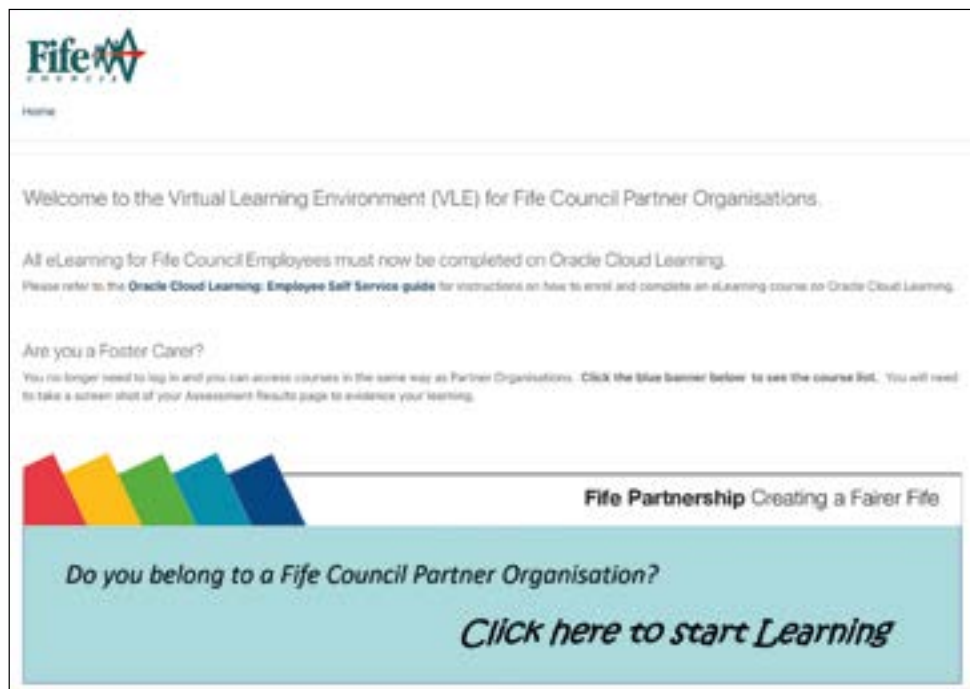 Fife
COUNCIL
Home
Welcome to the Virtual Learning Environment (VLE) for Fife Council Partner Organisations.
All eLearning for Fife Council Employees must now be completed on Oracle Cloud Learning.
Please refer to the Oracle Cloud Learning: Employee Self Service guide for instructions on how to enrol and complete an eLearning course on Oracle Cloud Learning.
Are you a Foster Carer?
You no longer need to log in and you can access courses in the same way as Partner Organisations. Click the blue banner below to see the course list. You will need
to take a screen shot of your Assessment Results page to evidence your learning.
Fife Partnership Creating a Fairer Fife
Do you belong to a Fife Council Partner Organisation?
Click here to start Learning